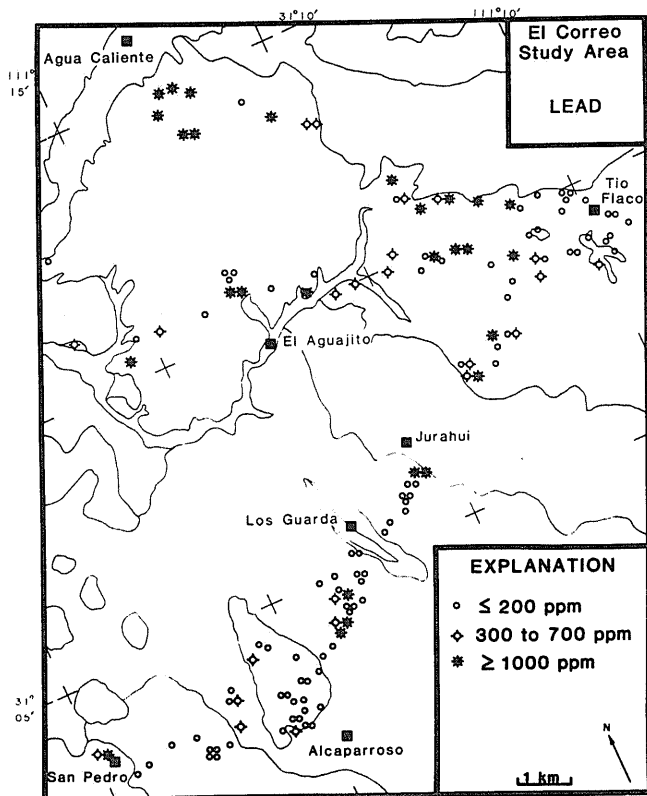 31°10'
111°10'
El Correo
Study Area
LEAD
Agua Caliente
111°
15'
Tio
Flaco
El Aguajito
Jurahui
Los Guarda
EXPLANATION
≤ 200 ppm
300 to 700 ppm
≥ 1000 ppm
31°
05'
Alcaparroso
San Pedro
N
1 km